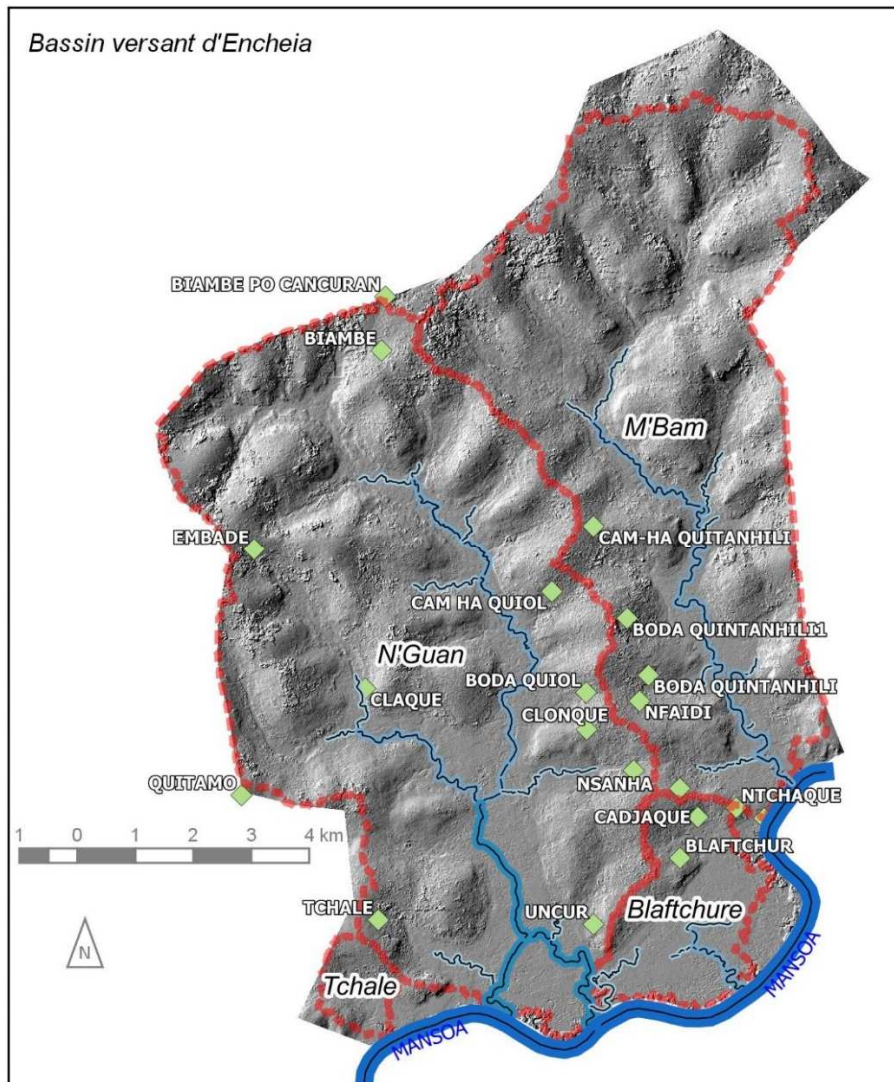 Bassin versant d'Encheia
BIAMBE PO CANCURAN
BIAMBE
M'Bam
EMBADE
CAM-HA QUITANHILI
CAM HA QUIOL
BODA QUINTANHILI1
N'Guan
BODA QUIOL
BODA QUINTANHILI
CLAQUE
CLONQUE
NFAIDI
QUITAMO
NSANHA
NTCHAQUE
CADJAQUE
1 0 1 2 3 4 km
BLAFTCHUR
TCHALE
UNCUR
Blaftchure
N
Tchale
MANSOA
MANSOA